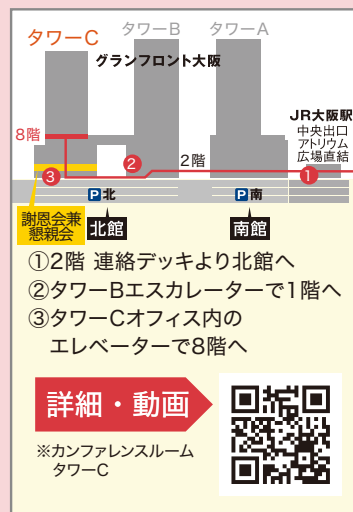 タワーC
タワーB
タワーA
グランフロント大阪
JR大阪駅
中央出口
アトリウム
広場直結
8階
②
2階
③
①
P北
P南
謝恩会兼
懇親会
北館
南館
①2階 連絡デッキより北館へ
②タワーBエスカレーターで1階へ
③タワーCオフィス内の
エレベーターで8階へ
詳細・動画
※カンファレンスルーム
タワーC